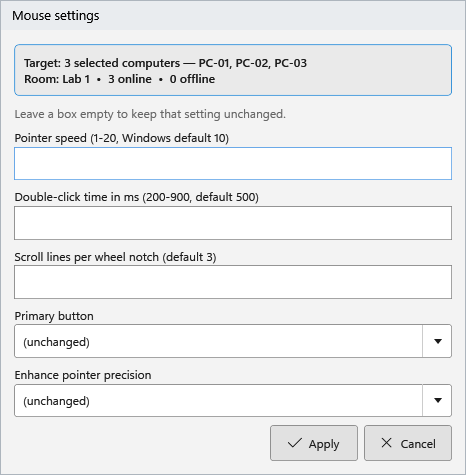 Mouse settings
Target: 3 selected computers — PC-01, PC-02, PC-03
Room: Lab 1 • 3 online • 0 offline
Leave a box empty to keep that setting unchanged.
Pointer speed (1-20, Windows default 10)
Double-click time in ms (200-900, default 500)
Scroll lines per wheel notch (default 3)
Primary button
(unchanged)
Enhance pointer precision
(unchanged)
Apply
Cancel